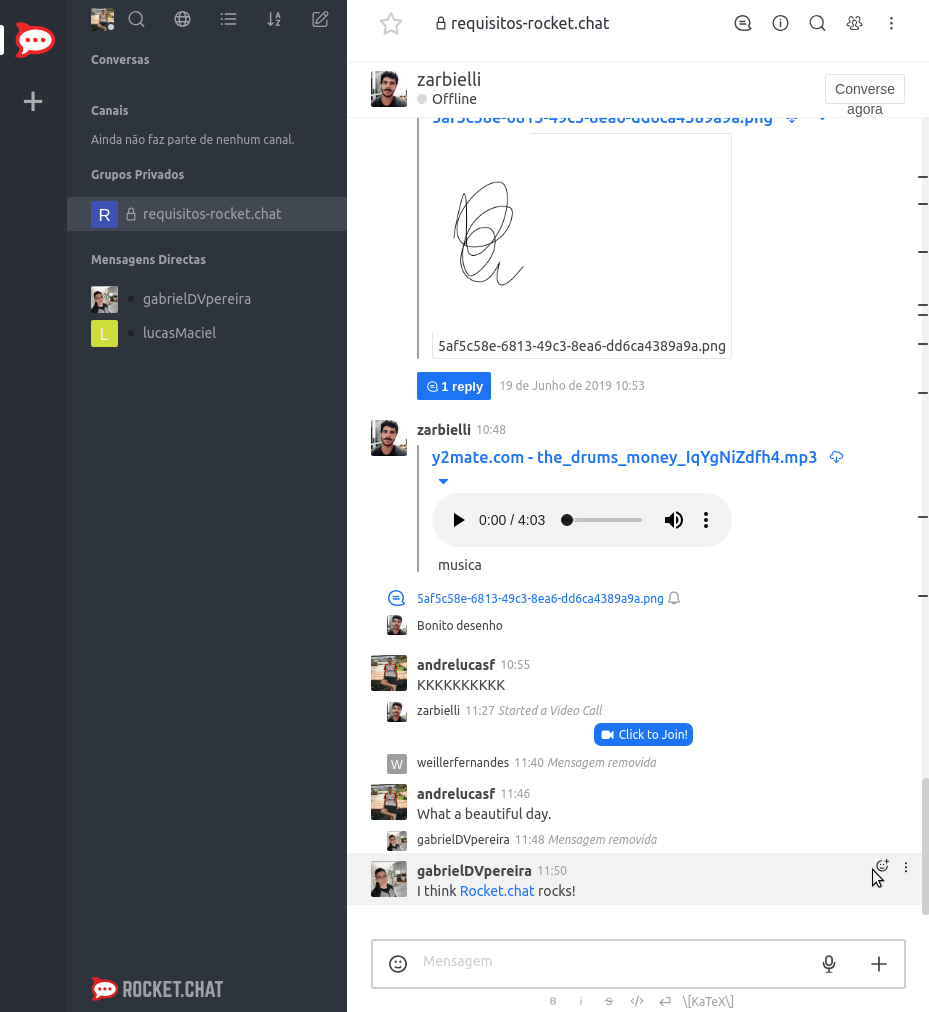 Conversas
Canais
Ainda não faz parte de nenhum canal.
Grupos Privados
R requisitos-rocket.chat
Mensagens Directas
gabrielDVpereira
L lucasMaciel
ROCKET.CHAT
requisitos-rocket.chat
zarbielli
Offline
Converse
agora
5af5c58e-6813-49c3-8ea6-dd6ca4389a9a.png
5af5c58e-6813-49c3-8ea6-dd6ca4389a9a.png
1 reply 19 de Junho de 2019 10:53
zarbielli 10:48
y2mate.com - the_drums_money_IqYgNiZdfh4.mp3
0:00 / 4:03
musica
5af5c58e-6813-49c3-8ea6-dd6ca4389a9a.png
Bonito desenho
andrelucasf 10:55
KKKKKKKKKK
zarbielli 11:27 Started a Video Call
Click to Join!
W weillerfernandes 11:40 Mensagem removida
andrelucasf 11:46
What a beautiful day.
gabrielDVpereira 11:48 Mensagem removida
gabrielDVpereira 11:50
I think Rocket.chat rocks!
Mensagem
B i S </> \[KaTeX\]